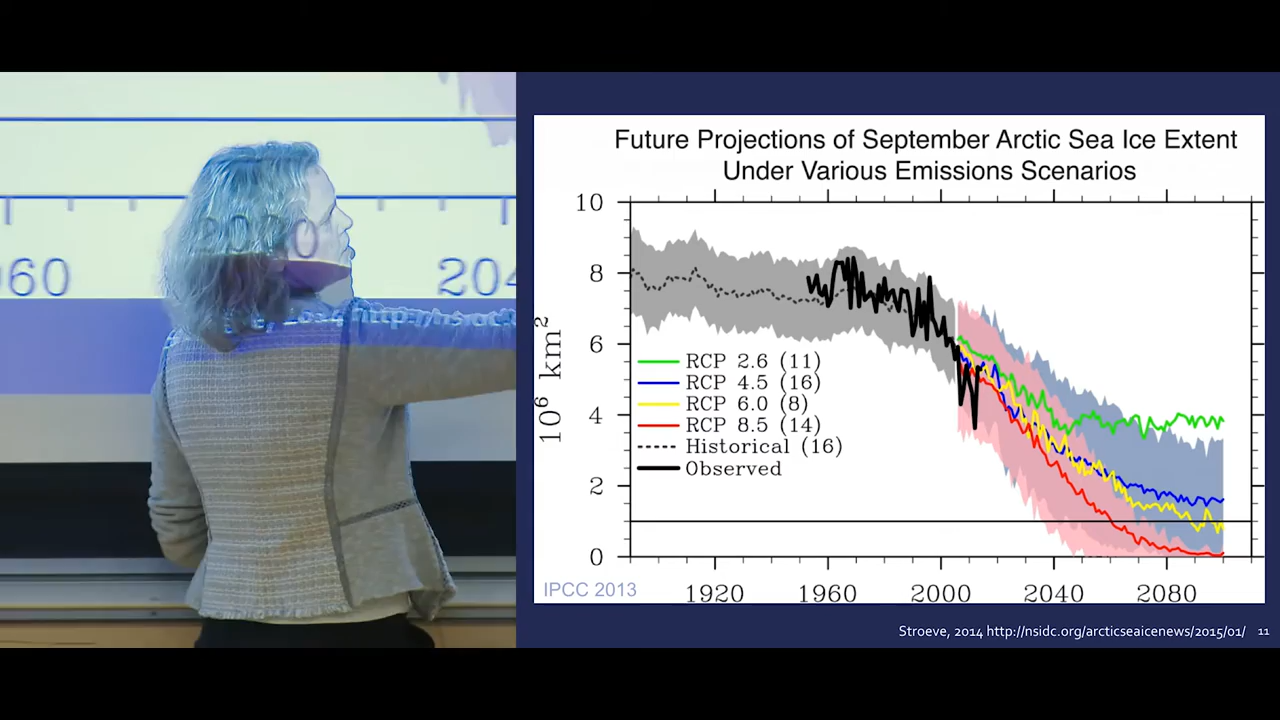 060
204
Future Projections of September Arctic Sea Ice Extent
Under Various Emissions Scenarios
10
8
6
4
2
0
10⁶ km²
RCP 2.6 (11)
RCP 4.5 (16)
RCP 6.0 (8)
RCP 8.5 (14)
Historical (16)
Observed
IPCC 2013
1920 1960 2000 2040 2080
Stroeve, 2014 http://nsidc.org/arcticseaicenews/2015/01/ 11